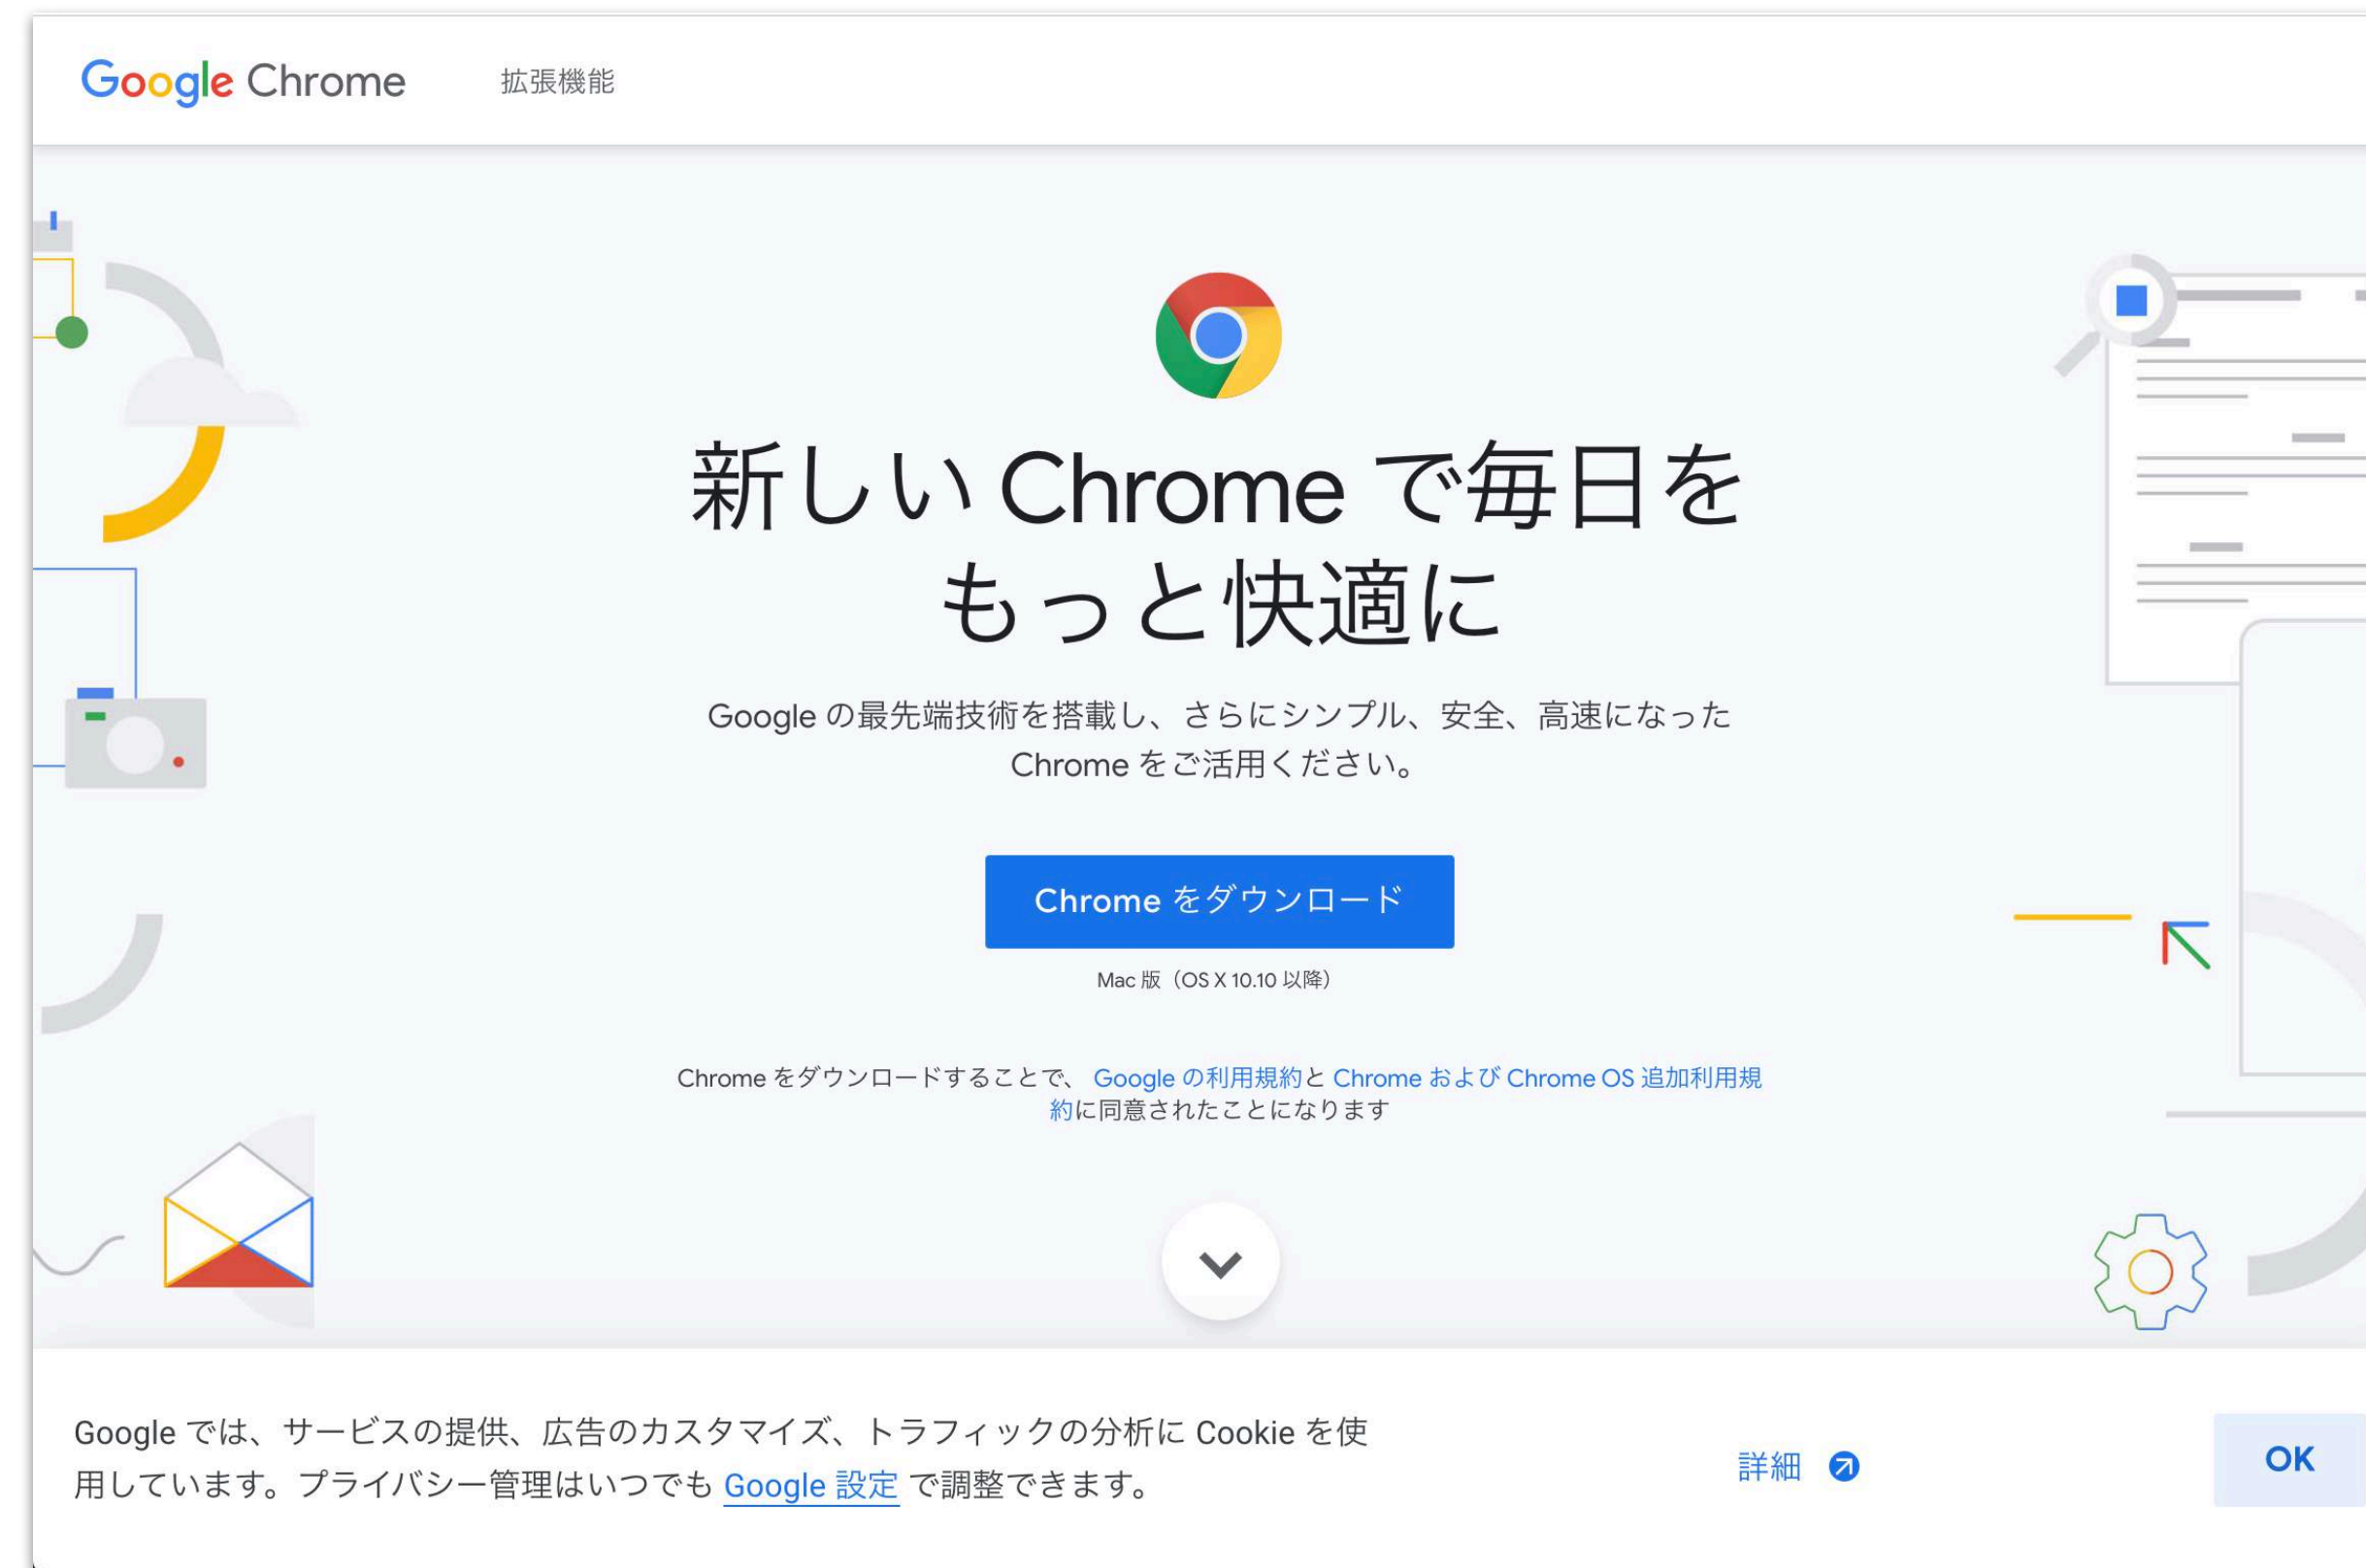 Google Chrome 拡張機能
新しい Chrome で毎日を
もっと快適に
Google の最先端技術を搭載し、さらにシンプル、安全、高速になった
Chrome をご活用ください。
Chrome をダウンロード
Mac 版（OS X 10.10 以降）
Chrome をダウンロードすることで、 Google の利用規約と Chrome および Chrome OS 追加利用規
約に同意されたことになります
Google では、サービスの提供、広告のカスタマイズ、トラフィックの分析に Cookie を使
用しています。プライバシー管理はいつでも Google 設定 で調整できます。
詳細
OK